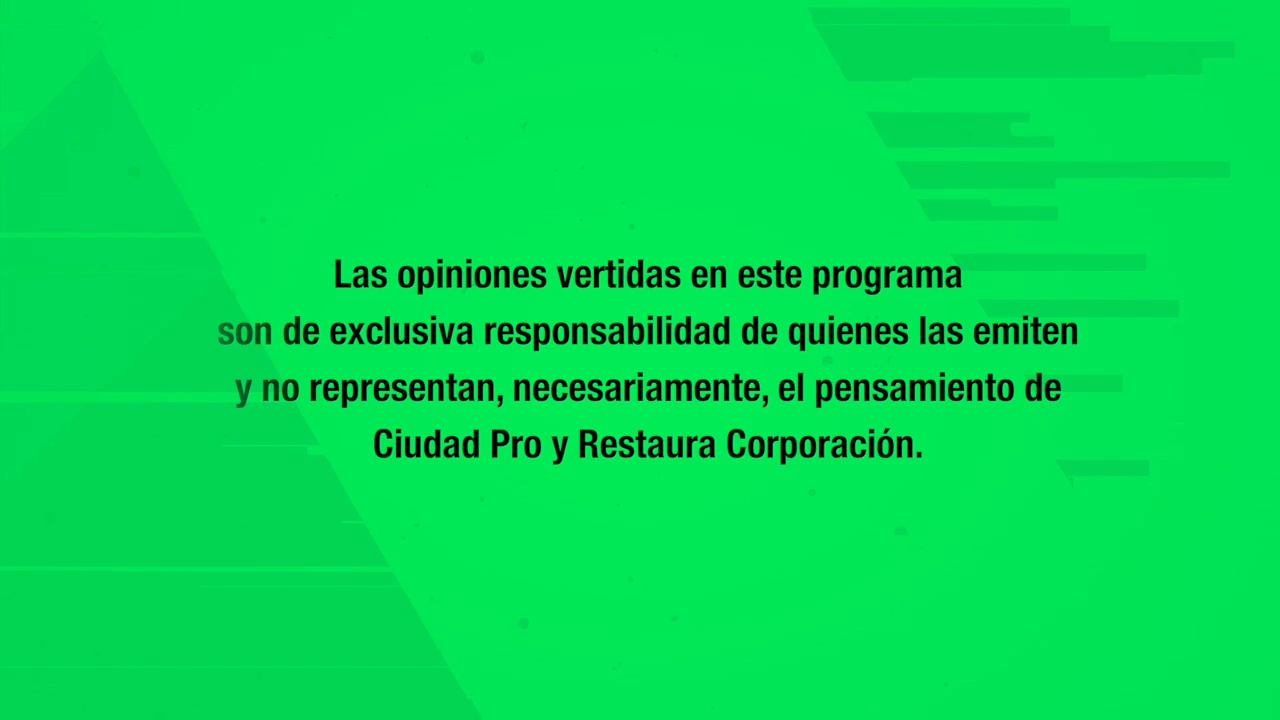 Las opiniones vertidas en este programa
son de exclusiva responsabilidad de quienes las emiten
y no representan, necesariamente, el pensamiento de
Ciudad Pro y Restaura Corporación.